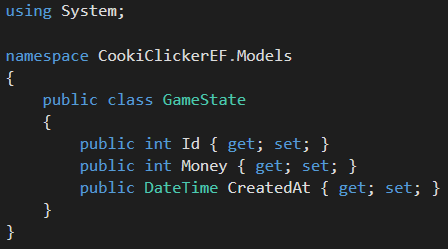 using System;

namespace CookiClickerEF.Models
{
    public class GameState
    {
        public int Id { get; set; }
        public int Money { get; set; }
        public DateTime CreatedAt { get; set; }
    }
}